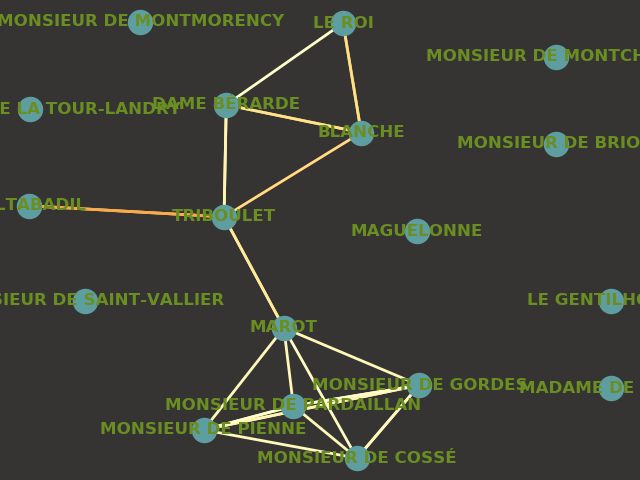 MONSIEUR DE MONTMORENCY
LE ROI
MONSIEUR DE MONTCH
E LA TOUR-LANDRY
DAME BÉRARDE
BLANCHE
MONSIEUR DE BRIO
LTABADIL
TRIBOULET
MAGUELONNE
SIEUR DE SAINT-VALLIER
LE GENTILHO
MAROT
MONSIEUR DE GORDES
MADAME DE
MONSIEUR DE PARDAILLAN
MONSIEUR DE PIENNE
MONSIEUR DE COSSÉ